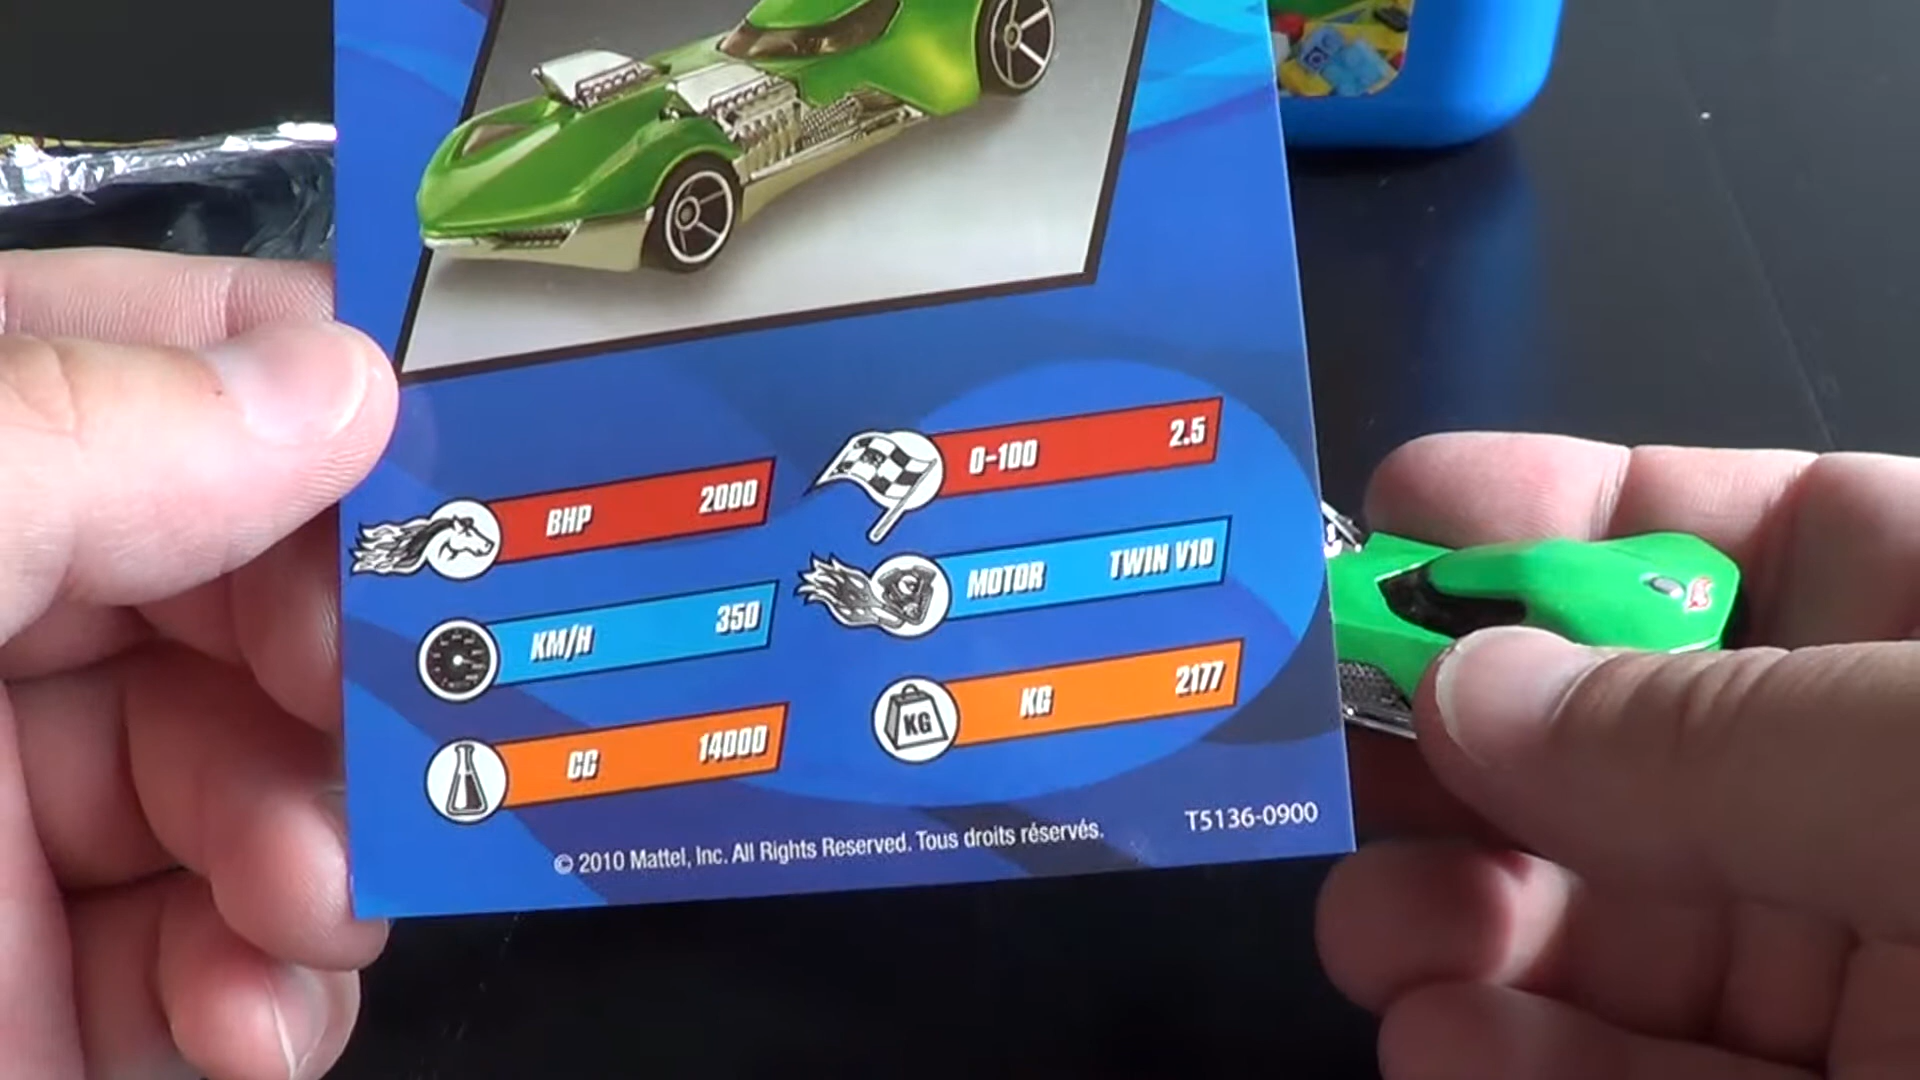 BHP 2000
0-100 2.5
KM/H 350
MOTOR TWIN V10
CC 14000
KG KG 2177
© 2010 Mattel, Inc. All Rights Reserved. Tous droits réservés.
T5136-0900